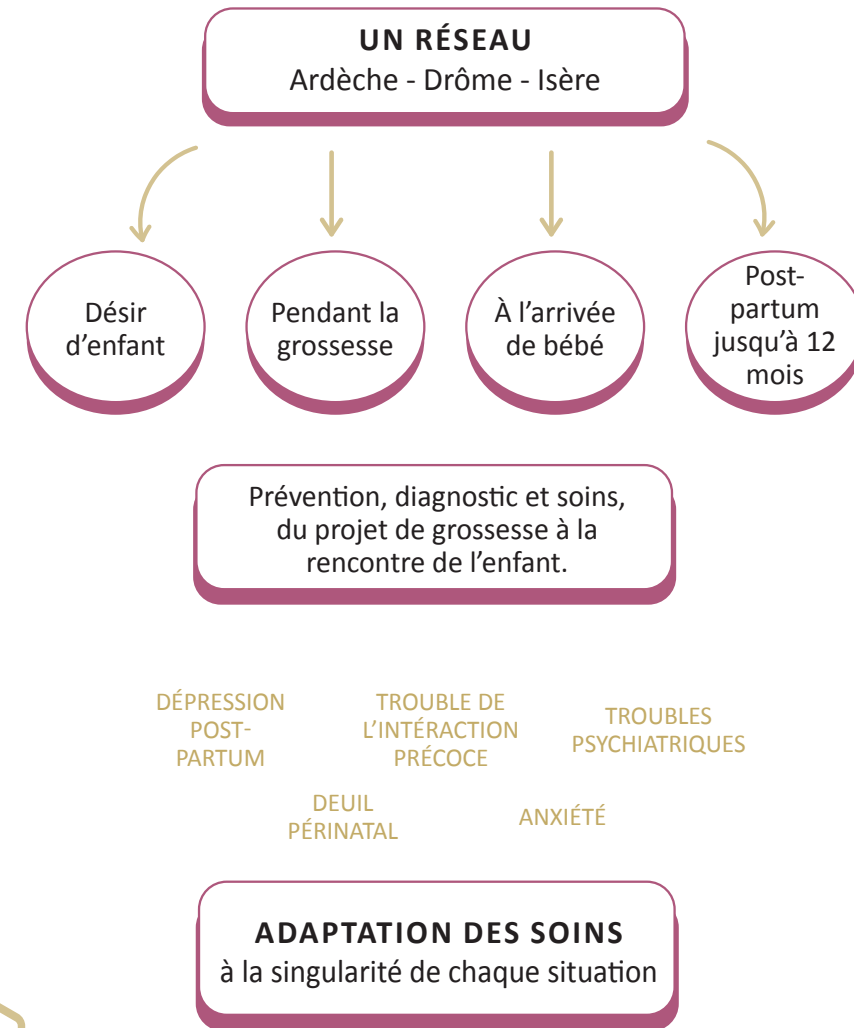 UN RÉSEAU
Ardèche - Drôme - Isère
Désir
d'enfant
Pendant la
grossesse
À l'arrivée
de bébé
Post-
partum
jusqu'à 12
mois
Prévention, diagnostic et soins,
du projet de grossesse à la
rencontre de l'enfant.
DÉPRESSION
POST-
PARTUM
TROUBLE DE
L'INTÉRACTION
PRÉCOCE
TROUBLES
PSYCHIATRIQUES
DEUIL
PÉRINATAL
ANXIÉTÉ
ADAPTATION DES SOINS
à la singularité de chaque situation